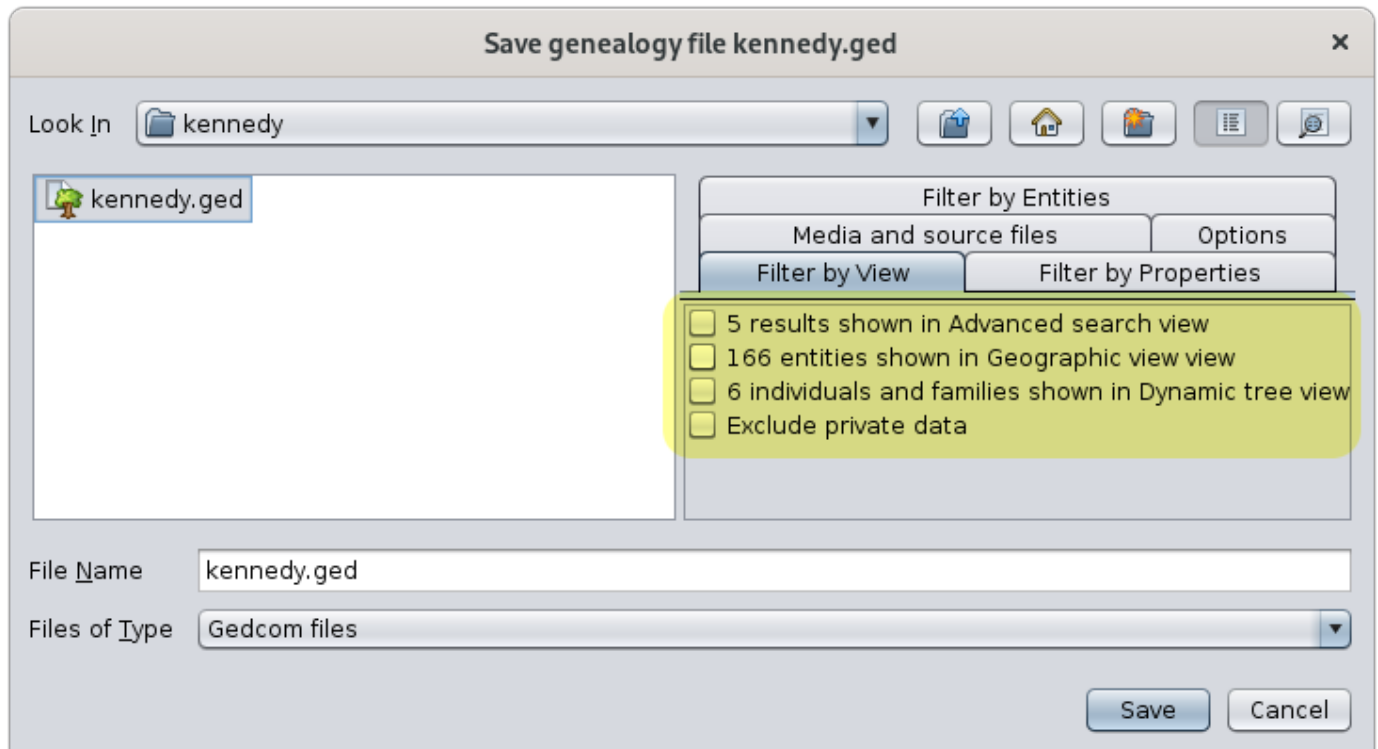 Save genealogy file kennedy.ged
Look In kennedy
kennedy.ged
Filter by Entities
Media and source files Options
Filter by View Filter by Properties
5 results shown in Advanced search view
166 entities shown in Geographic view view
6 individuals and families shown in Dynamic tree view
Exclude private data
File Name kennedy.ged
Files of Type Gedcom files
Save Cancel